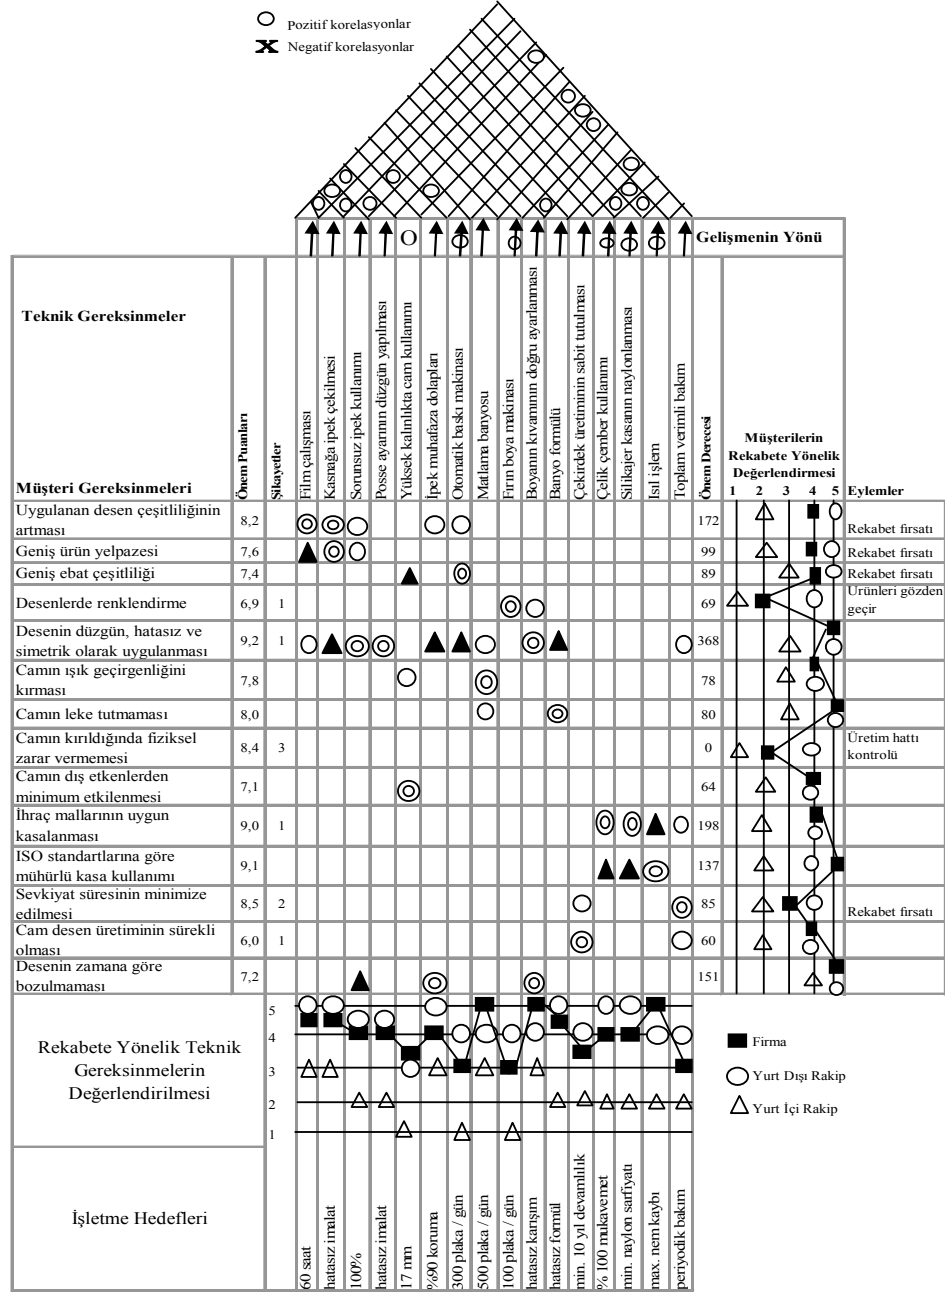 Pozitif korelasyonlar
Negatif korelasyonlar
Gelişmenin Yönü
Teknik Gereksinmeler
Müşteri Gereksinmeleri
Önem Puanları
Şikayetler
Film çalışması
Kasnağa ipek çekilmesi
Sorunsuz ipek kullanımı
Posse ayarının düzgün yapılması
Yüksek kalınlıkta cam kullanımı
İpek muhafaza dolapları
Otomatik baskı makinası
Matlama banyosu
Fırın boya makinası
Boyanın kıvamının doğru ayarlanması
Banyo formülü
Çekirdek üretiminin sabit tutulması
Çelik çember kullanımı
Silikajer kasanın naylonlanması
Isıl işlem
Toplam verimli bakım
Önem Derecesi
Müşterilerin
Rekabete Yönelik
Değerlendirmesi
1 2 3 4 5 Eylemler
Uygulanan desen çeşitliliğinin
artması 8,2 172 Rekabet fırsatı
Geniş ürün yelpazesi 7,6 99 Rekabet fırsatı
Geniş ebat çeşitliliği 7,4 89 Rekabet fırsatı
Desenlerde renklendirme 6,9 1 69 Ürünleri gözden
geçir
Desenin düzgün, hatasız ve
simetrik olarak uygulanması 9,2 1 368
Camın ışık geçirgenliğini
kırması 7,8 78
Camın leke tutmaması 8,0 80
Camın kırıldığında fiziksel
zarar vermemesi 8,4 3 0 Üretim hattı
kontrolü
Camın dış etkenlerden
minimum etkilenmesi 7,1 64
İhraç mallarının uygun
kasalanması 9,0 1 198
ISO standartlarına göre
mühürlü kasa kullanımı 9,1 137
Sevkiyat süresinin minimize
edilmesi 8,5 2 85 Rekabet fırsatı
Cam desen üretiminin sürekli
olması 6,0 1 60
Desenin zamana göre
bozulmaması 7,2 151
Rekabete Yönelik Teknik
Gereksinmelerin
Değerlendirilmesi
5
4
3
2
1
Firma
Yurt Dışı Rakip
Yurt İçi Rakip
İşletme Hedefleri
60 saat
hatasız imalat
100%
hatasız imalat
17 mm
%90 koruma
300 plaka / gün
500 plaka / gün
100 plaka / gün
hatasız karışım
hatasız formül
min. 10 yıl devamlılık
% 100 mukavemet
min. naylon sarfiyatı
max. nem kaybı
periyodik bakım